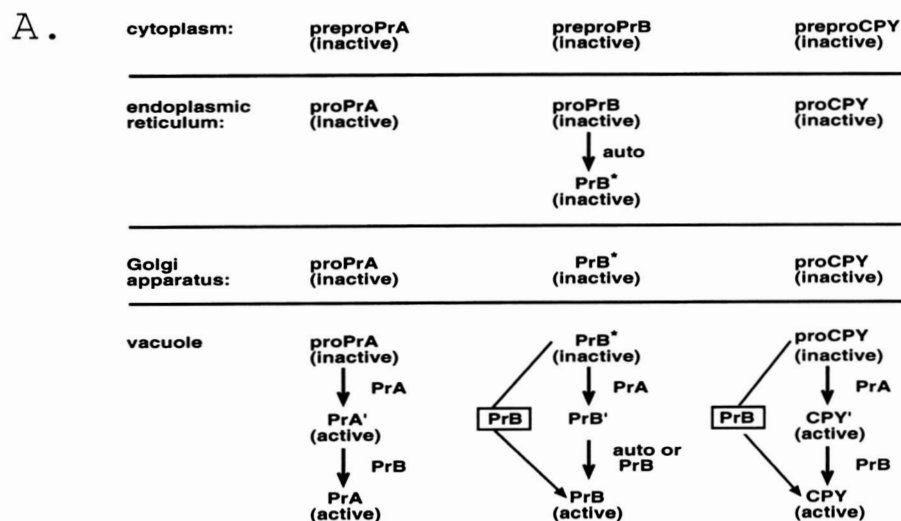 A.
cytoplasm: preproPrA preproPrB preproCPY
(inactive) (inactive) (inactive)
endoplasmic proPrA proPrB proCPY
reticulum: (inactive) (inactive) (inactive)
auto
PrB*
(inactive)
Golgi proPrA PrB* proCPY
apparatus: (inactive) (inactive) (inactive)
vacuole proPrA PrB* proCPY
(inactive) (inactive) (inactive)
PrA PrA PrA
PrA' PrB PrB' PrB CPY'
(active) (active)
PrB auto or PrB
PrB
PrA PrB CPY
(active) (active) (active)